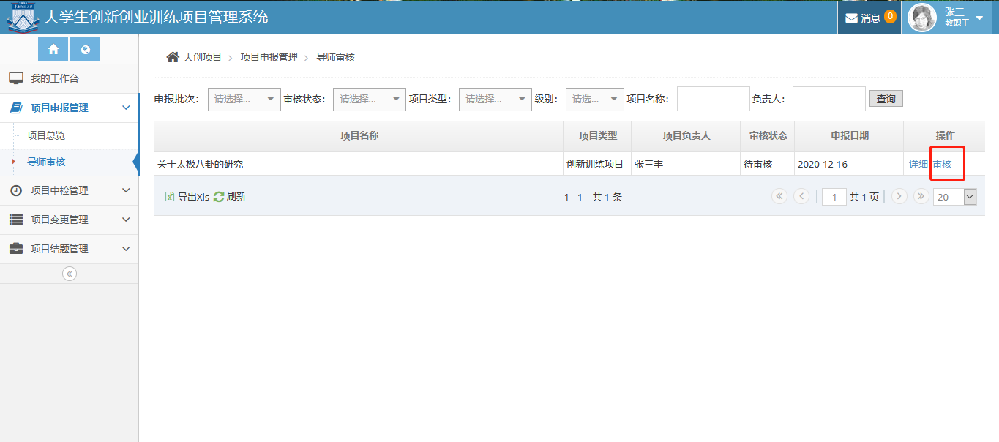 大学生创新创业训练项目管理系统
消息 0
张三
教职工
我的工作台
项目申报管理
项目总览
导师审核
项目中检管理
项目变更管理
项目结题管理
大创项目 项目申报管理 导师审核
申报批次: 请选择... 审核状态: 请选择... 项目类型: 请选择... 级别: 请选... 项目名称: 负责人: 查询
项目名称 项目类型 项目负责人 审核状态 申报日期 操作
关于太极八卦的研究 创新训练项目 张三丰 待审核 2020-12-16 详细 审核
导出Xls 刷新 1 - 1 共 1 条 1 共 1 页 20